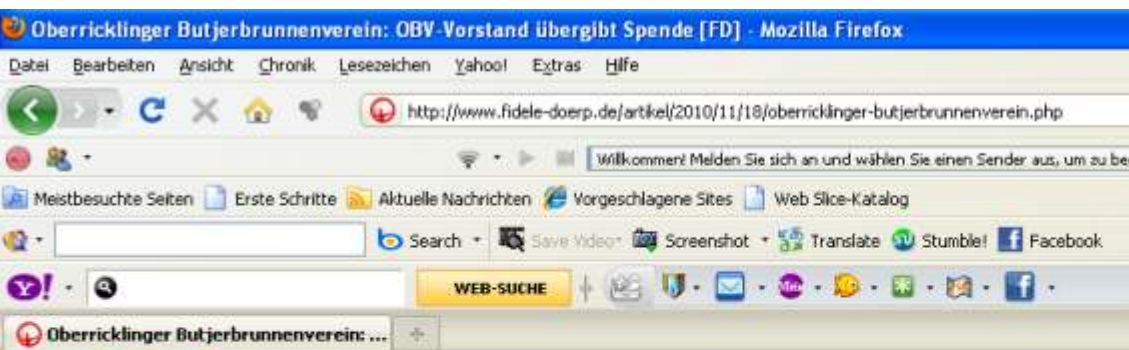 Oberricklinger Butjerbrunnenverein: OBV-Vorstand übergibt Spende [FD] - Mozilla Firefox
Datei Bearbeiten Ansicht Chronik Lesezeichen Yahoo! Extras Hilfe
http://www.fidele-doerp.de/artikel/2010/11/18/oberricklinger-butjerbrunnenverein.php
Willkommen! Melden Sie sich an und wählen Sie einen Sender aus, um zu be
Meistbesuchte Seiten Erste Schritte Aktuelle Nachrichten Vorgeschlagene Sites Web Slice-Katalog
Search Save Video Screenshot Translate Stumble! Facebook
Y! WEB-SUCHE
Oberricklinger Butjerbrunnenverein: ...